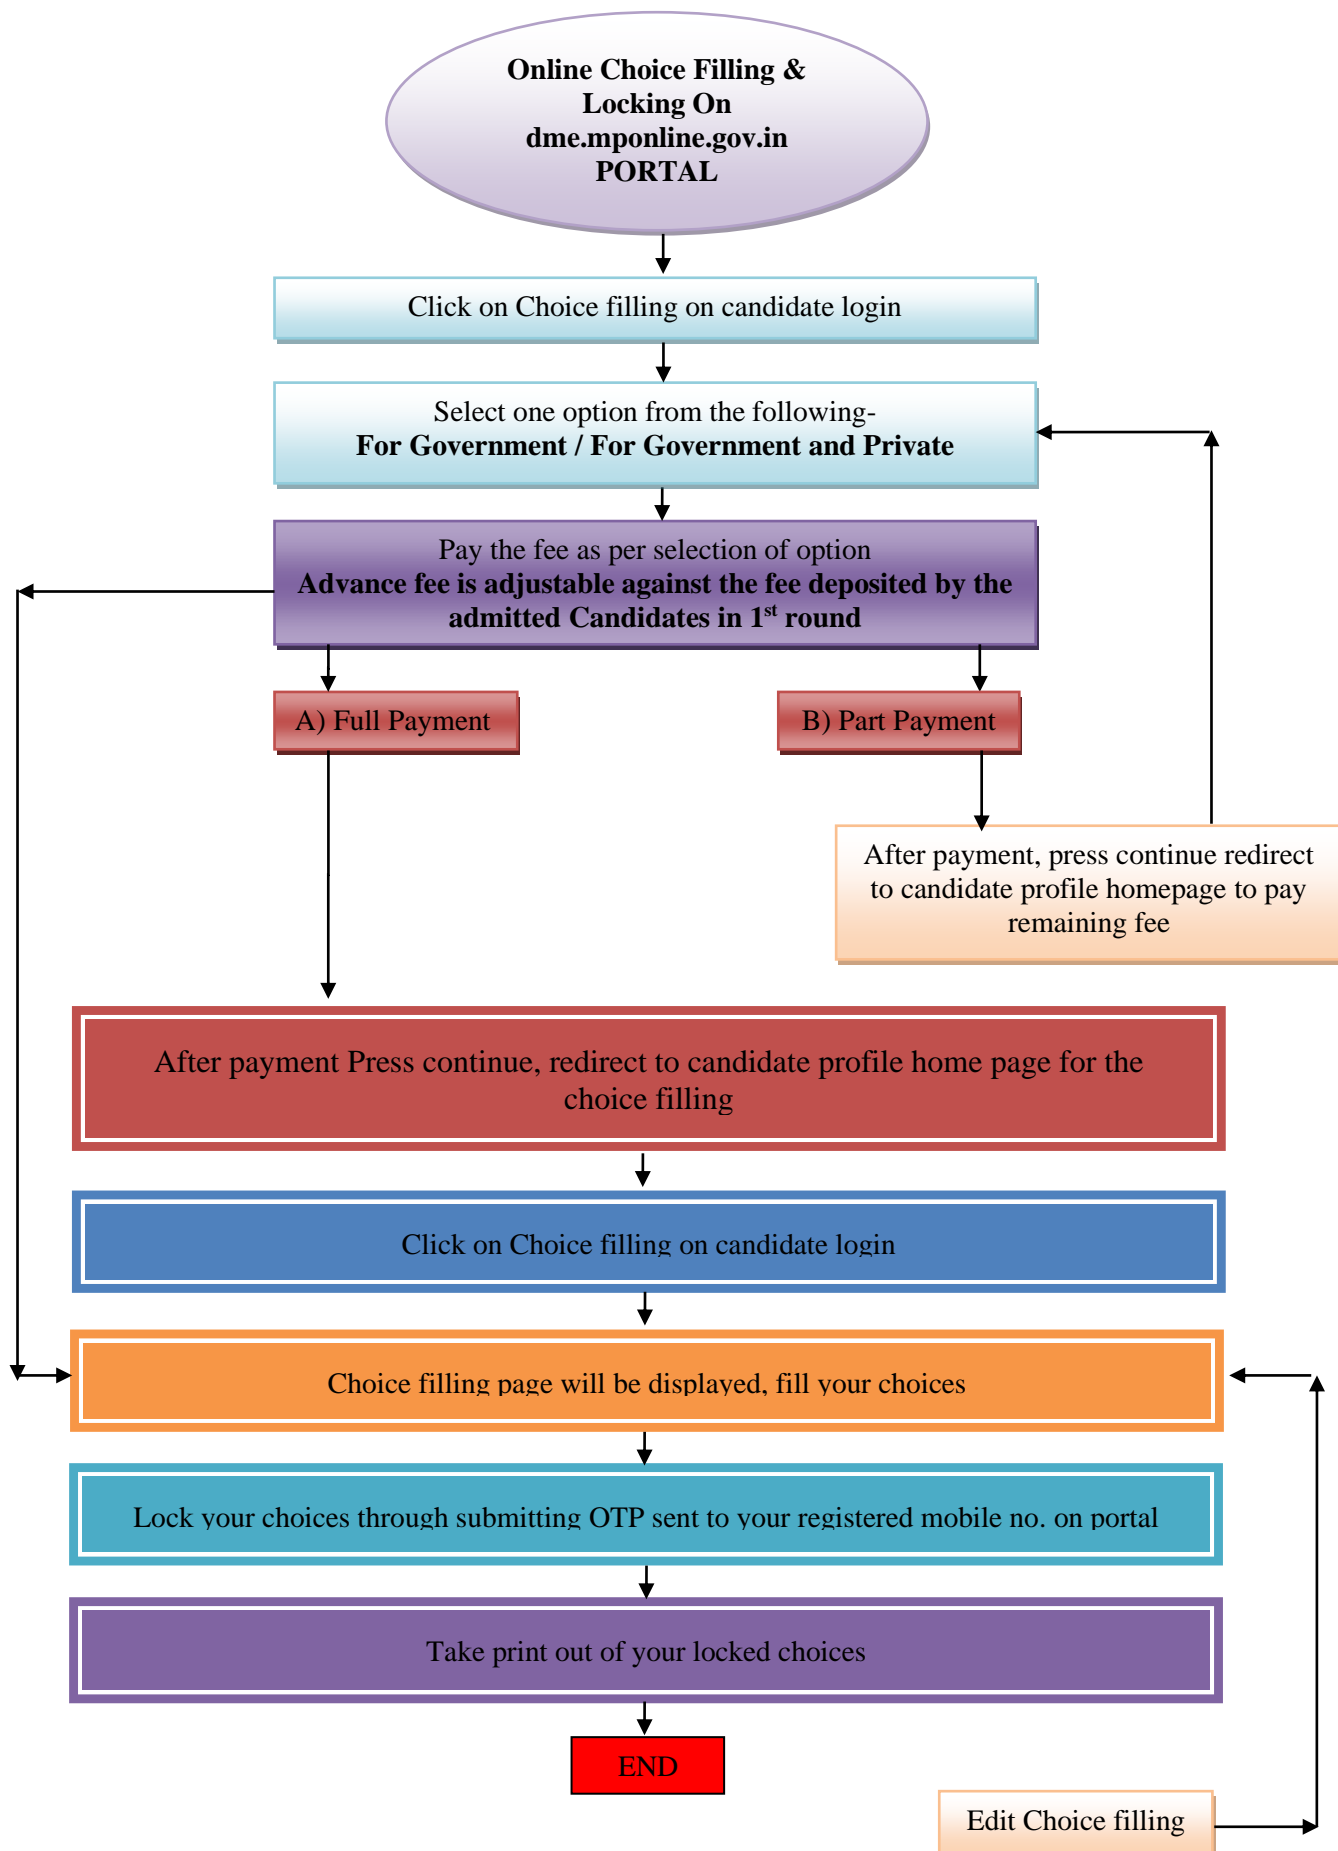 Online Choice Filling &
Locking On
dme.mponline.gov.in
PORTAL
Click on Choice filling on candidate login
Select one option from the following-
For Government / For Government and Private
Pay the fee as per selection of option
Advance fee is adjustable against the fee deposited by the
admitted Candidates in 1st round
A) Full Payment
B) Part Payment
After payment, press continue redirect
to candidate profile homepage to pay
remaining fee
After payment Press continue, redirect to candidate profile home page for the
choice filling
Click on Choice filling on candidate login
Choice filling page will be displayed, fill your choices
Lock your choices through submitting OTP sent to your registered mobile no. on portal
Take print out of your locked choices
END
Edit Choice filling